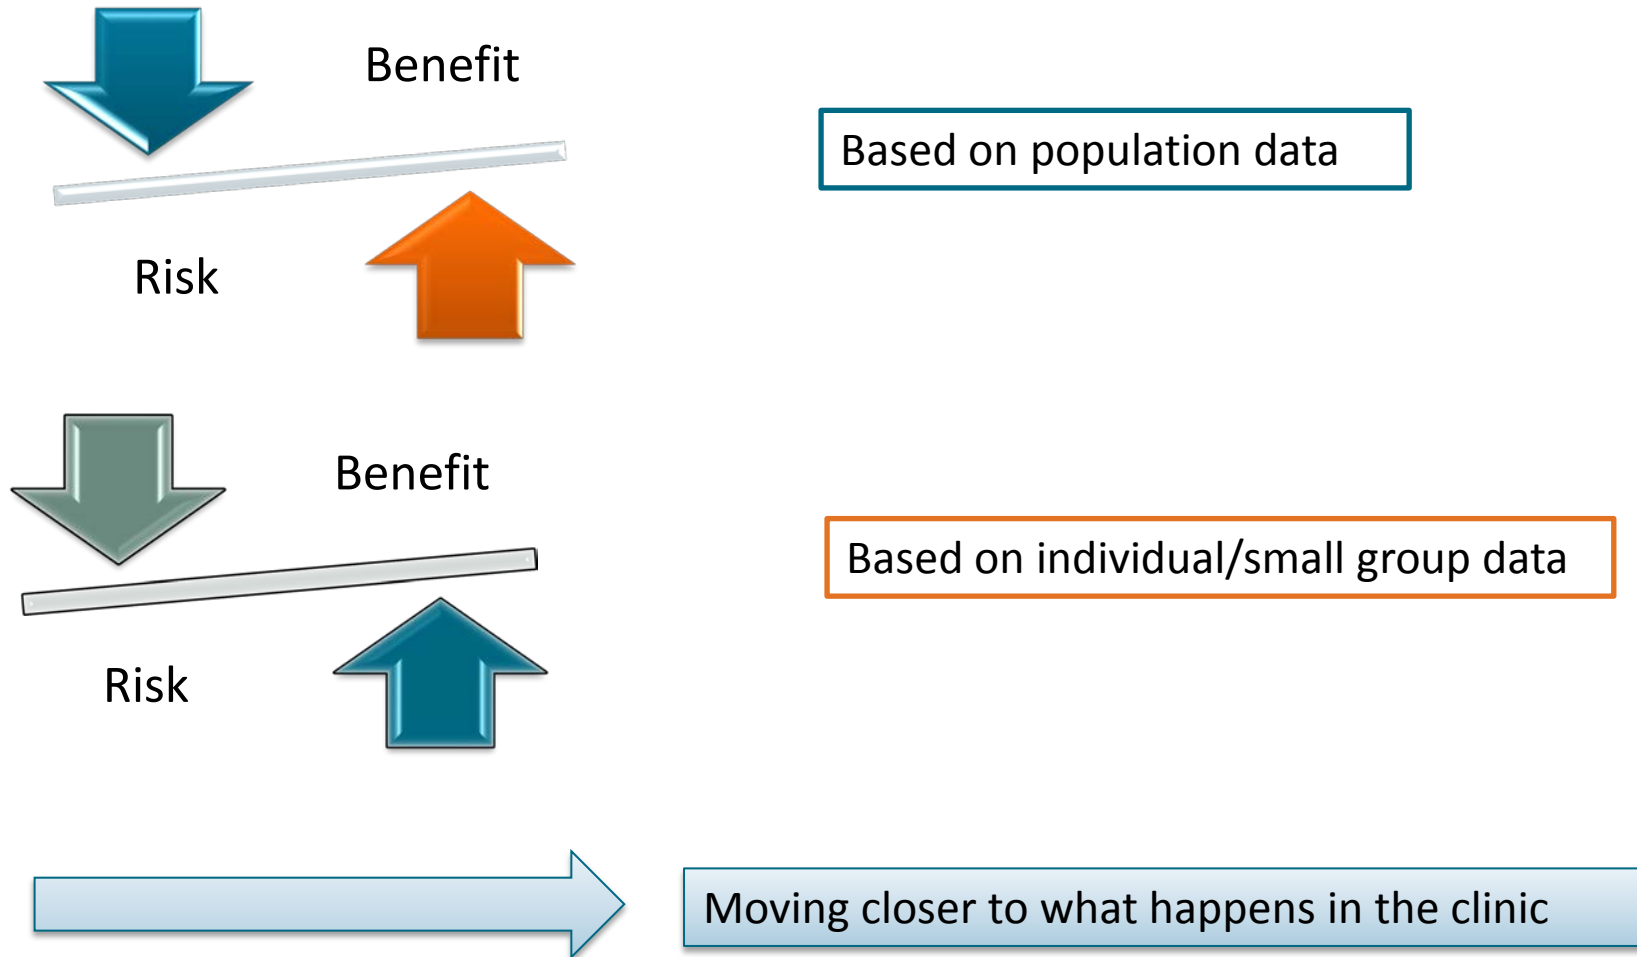 Benefit
Based on population data
Risk
Benefit
Based on individual/small group data
Risk
Moving closer to what happens in the clinic